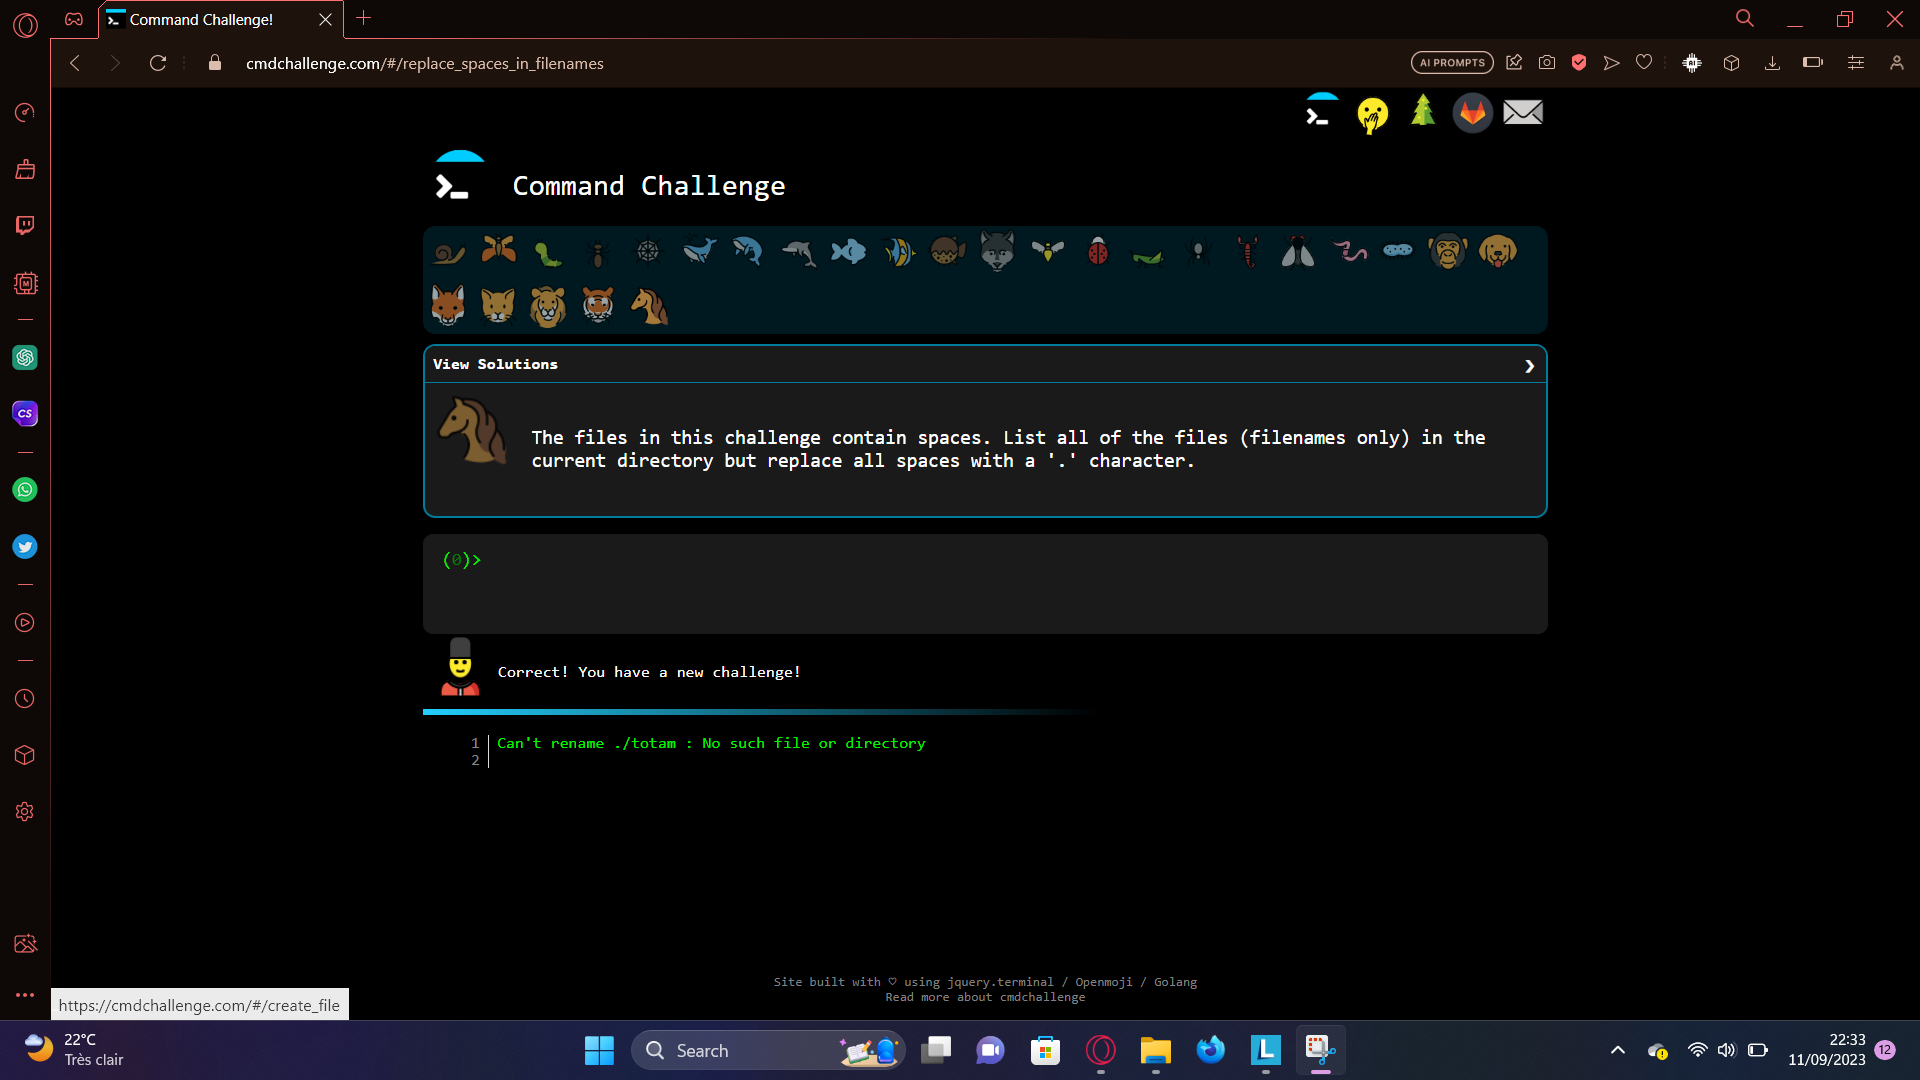 Command Challenge!
cmdchallenge.com/#/replace_spaces_in_filenames
AI PROMPTS
Command Challenge
View Solutions
The files in this challenge contain spaces. List all of the files (filenames only) in the
current directory but replace all spaces with a '.' character.
(0)>
Correct! You have a new challenge!
1 Can't rename ./totam : No such file or directory
2
Site built with ♡ using jquery.terminal / Openmoji / Golang
Read more about cmdchallenge
https://cmdchallenge.com/#/create_file
22°C
Très clair
Search
22:33
11/09/2023
12